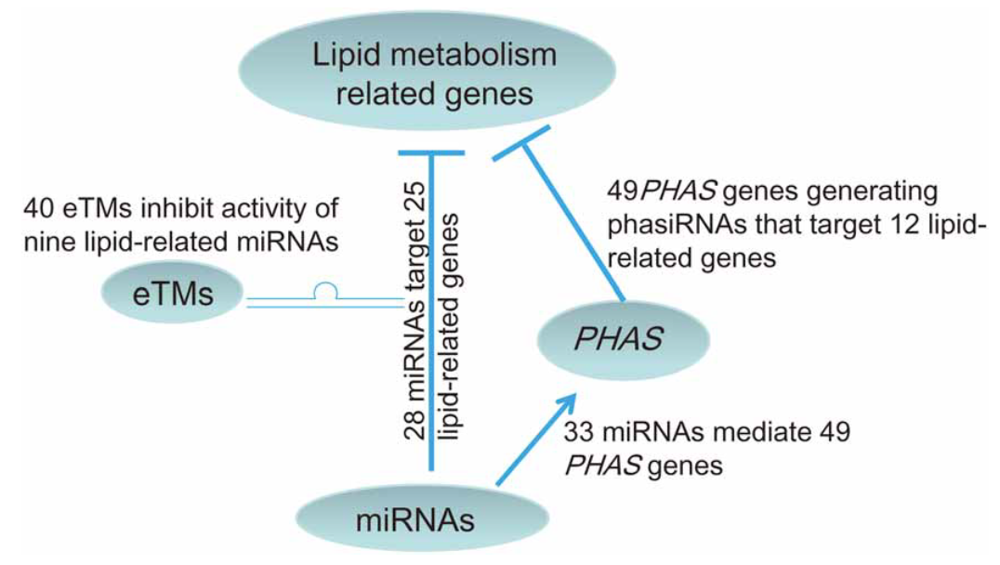 Lipid metabolism
related genes
40 eTMs inhibit activity of
nine lipid-related miRNAs
eTMs
28 miRNAs target 25
lipid-related genes
49PHAS genes generating
phasiRNAs that target 12 lipid-
related genes
PHAS
33 miRNAs mediate 49
PHAS genes
miRNAs